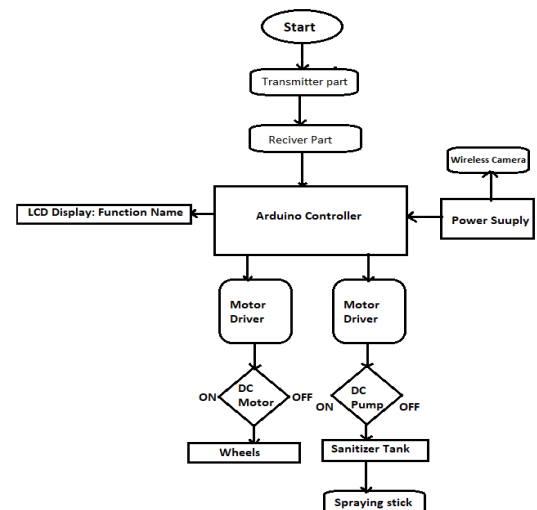 Start
Transmitter part
Reciver Part
Wireless Camera
LCD Display: Function Name
Arduino Controller
Power Suuply
Motor
Driver
Motor
Driver
ON
DC
Motor
OFF
ON
DC
Pump
OFF
Wheels
Sanitizer Tank
Spraying stick